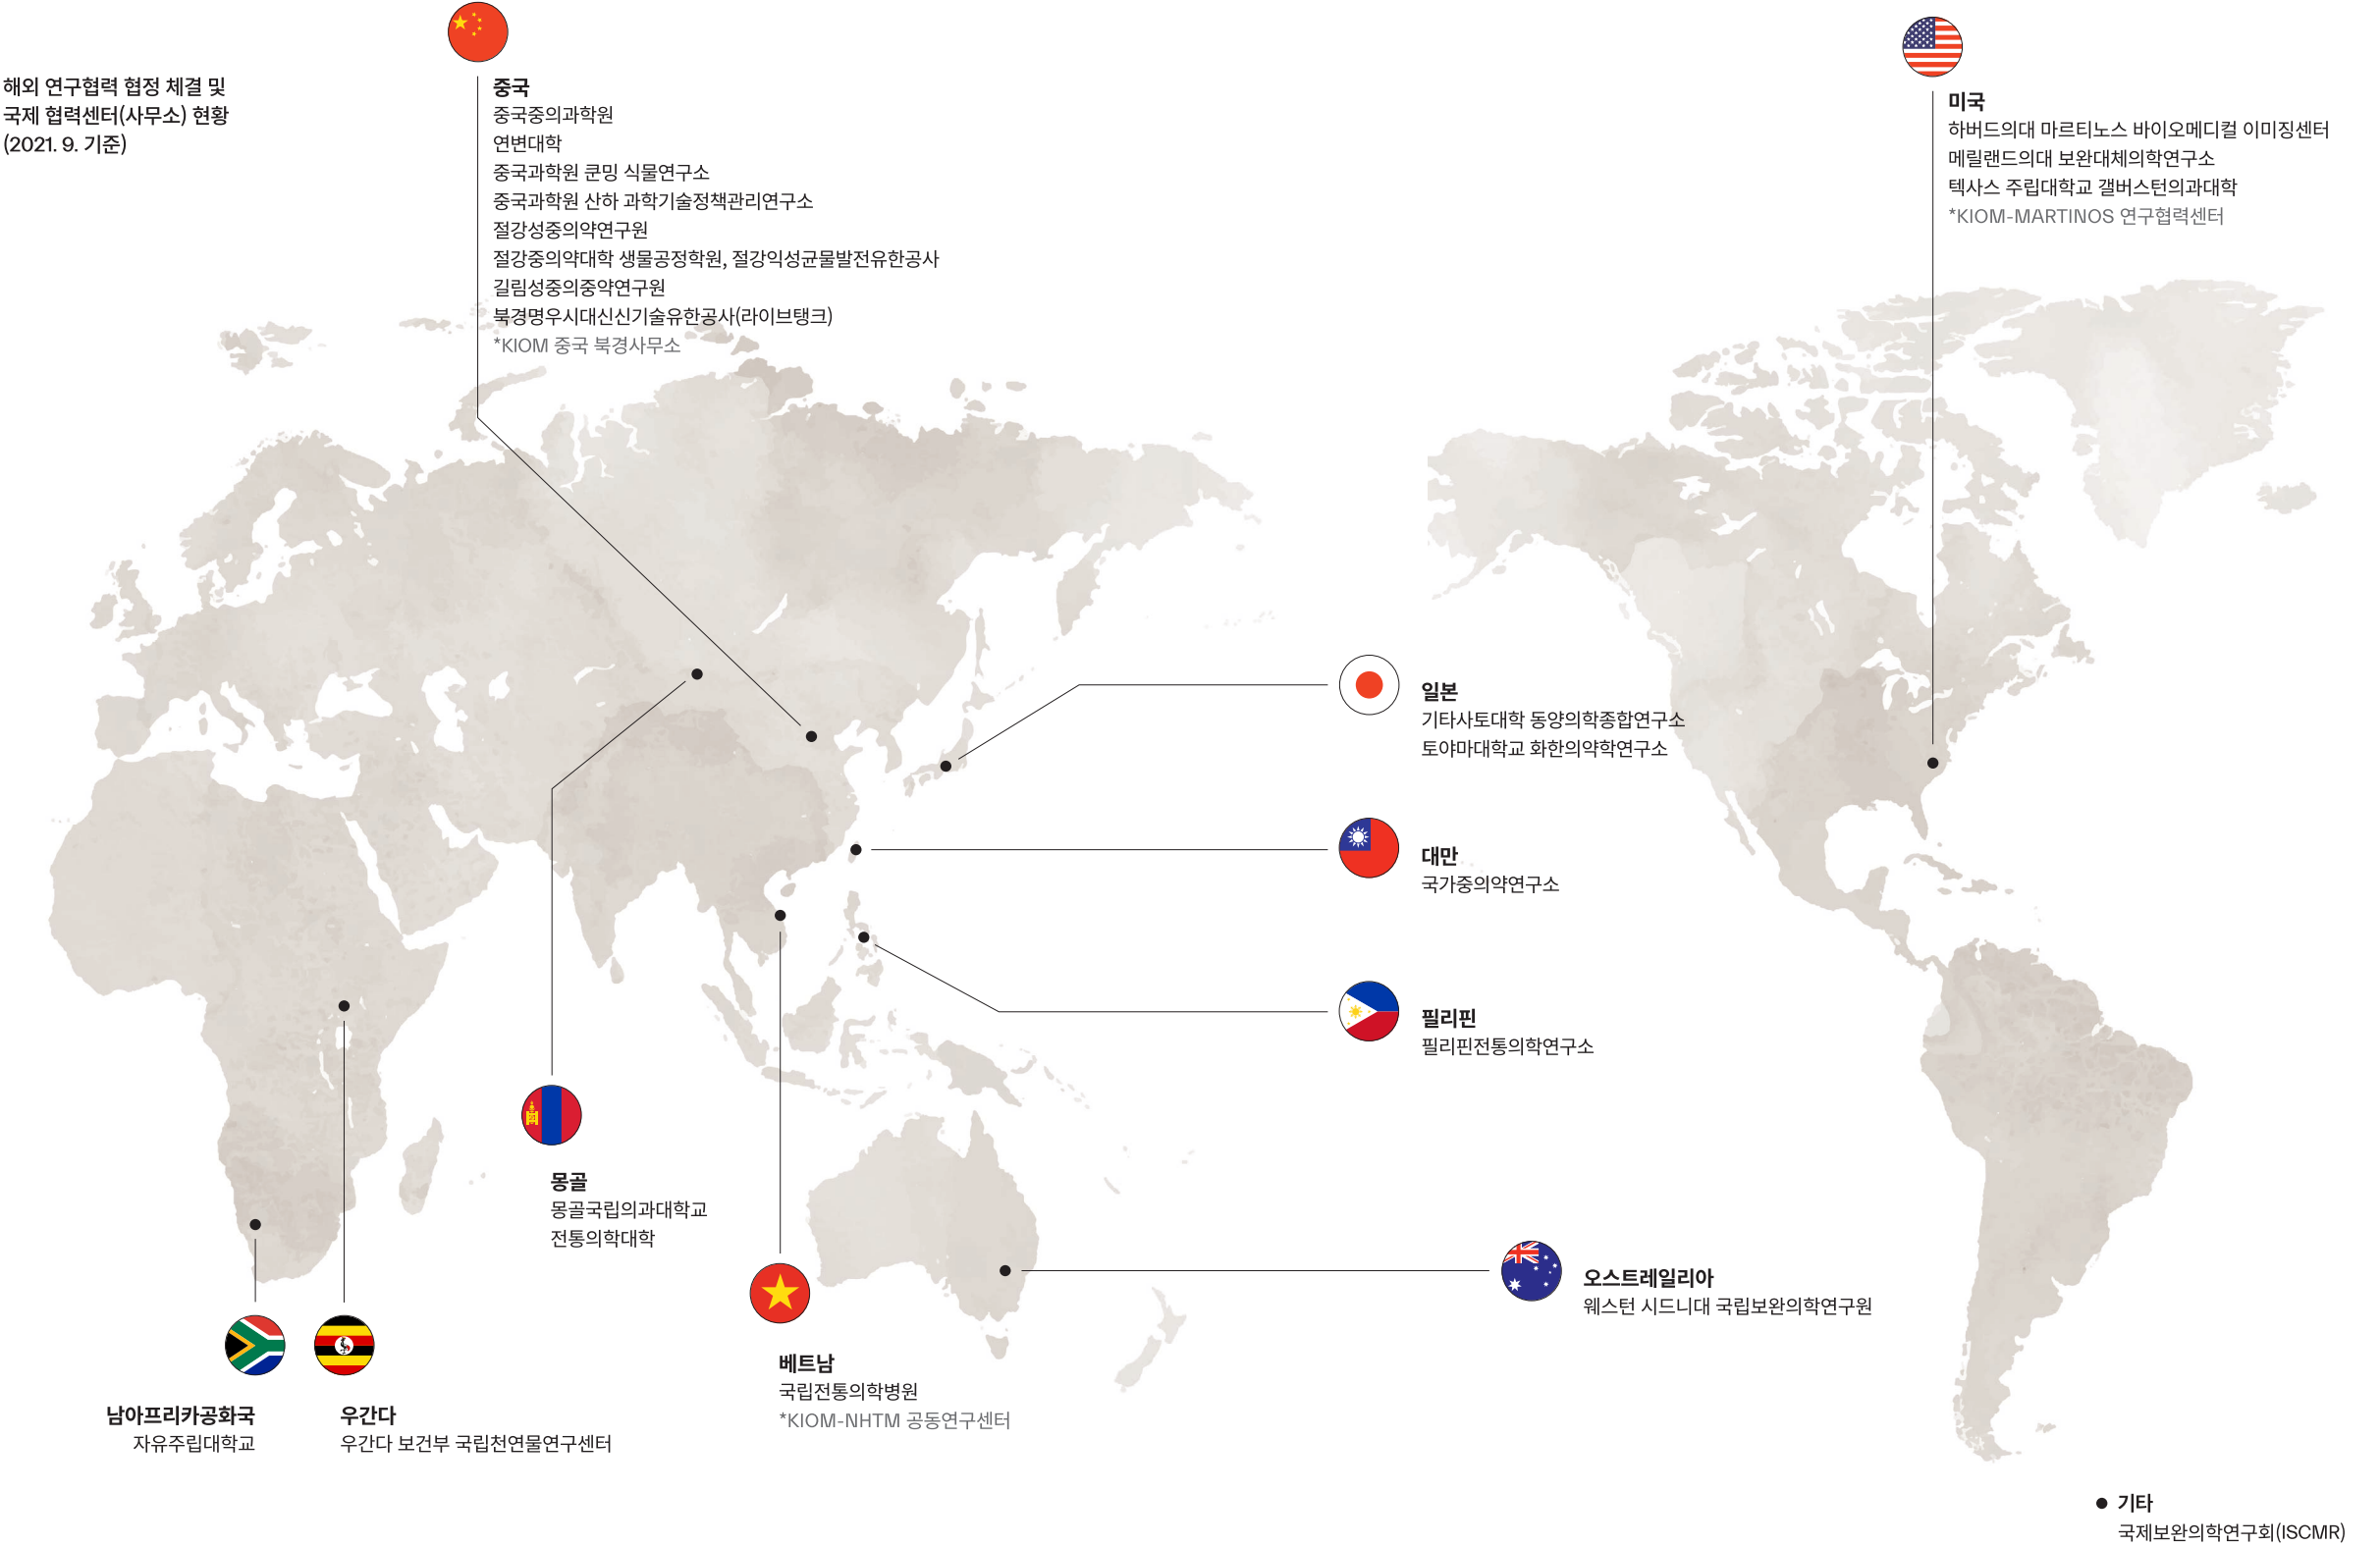 해외 연구협력 협정 체결 및
국제 협력센터(사무소) 현황
(2021. 9. 기준)
중국
중국중의과학원
연변대학
중국과학원 쿤밍 식물연구소
중국과학원 산하 과학기술정책관리연구소
절강성중의약연구원
절강중의약대학 생물공정학원, 절강익성균물발전유한공사
길림성중의중약연구원
북경명우시대신신기술유한공사(라이브탱크)
*KIOM 중국 북경사무소
미국
하버드의대 마르티노스 바이오메디컬 이미징센터
메릴랜드의대 보완대체의학연구소
텍사스 주립대학교 갤버스턴의과대학
*KIOM-MARTINOS 연구협력센터
일본
기타사토대학 동양의학종합연구소
토야마대학교 화한의약학연구소
대만
국가중의약연구소
필리핀
필리핀전통의학연구소
몽골
몽골국립의과대학교
전통의학대학
오스트레일리아
웨스턴 시드니대 국립보완의학연구원
베트남
국립전통의학병원
*KIOM-NHTM 공동연구센터
남아프리카공화국
자유주립대학교
우간다
우간다 보건부 국립천연물연구센터
기타
국제보완의학연구회(ISCMR)